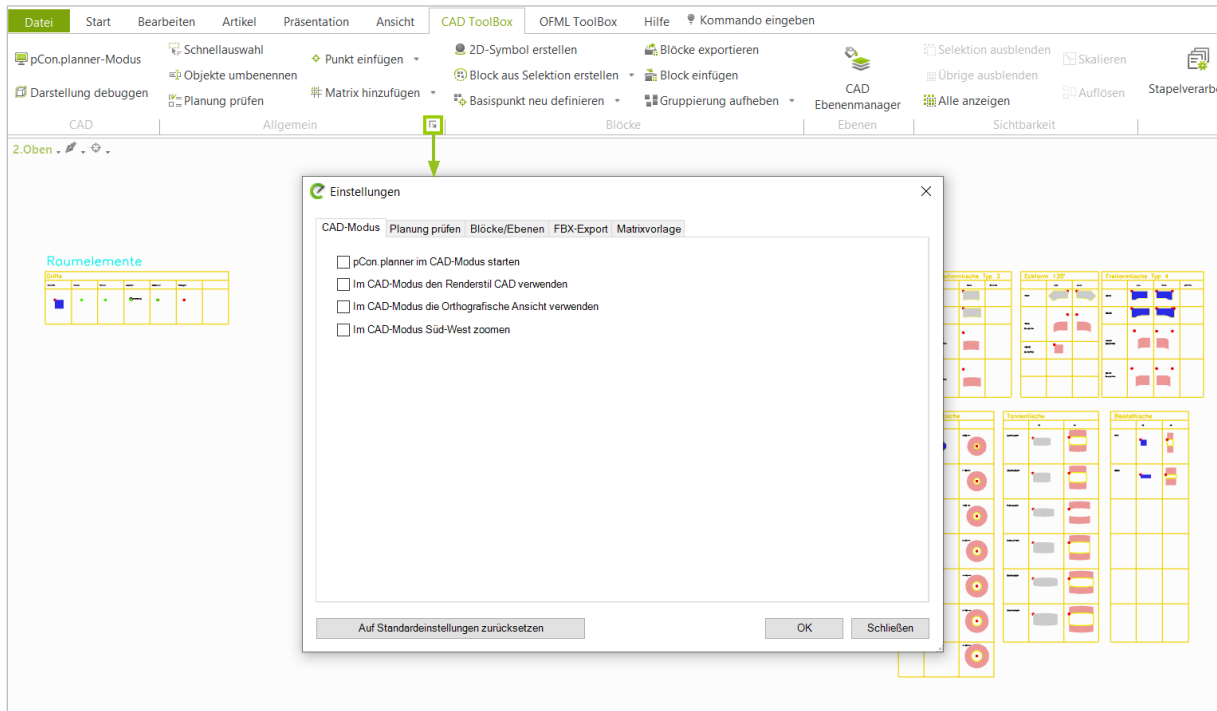 Datei Start Bearbeiten Artikel Präsentation Ansicht CAD ToolBox OFML ToolBox Hilfe Kommando eingeben
pCon.planner-Modus
Darstellung debuggen
CAD
Schnellauswahl
Objekte umbenennen
Planung prüfen
Punkt einfügen
Matrix hinzufügen
Allgemein
2D-Symbol erstellen
Block aus Selektion erstellen
Basispunkt neu definieren
Blöcke exportieren
Block einfügen
Gruppierung aufheben
Blöcke
CAD
Ebenenmanager
Ebenen
Selektion ausblenden
Übrige ausblenden
Alle anzeigen
Skalieren
Auflösen
Sichtbarkeit
Stapelverarbe
2.Oben
Einstellungen
CAD-Modus Planung prüfen Blöcke/Ebenen FBX-Export Matrixvorlage
pCon.planner im CAD-Modus starten
Im CAD-Modus den Renderstil CAD verwenden
Im CAD-Modus die Orthografische Ansicht verwenden
Im CAD-Modus Süd-West zoomen
Auf Standardeinstellungen zurücksetzen OK Schließen
Raumelemente
Eckform 135°
Freiformtische Typ 4